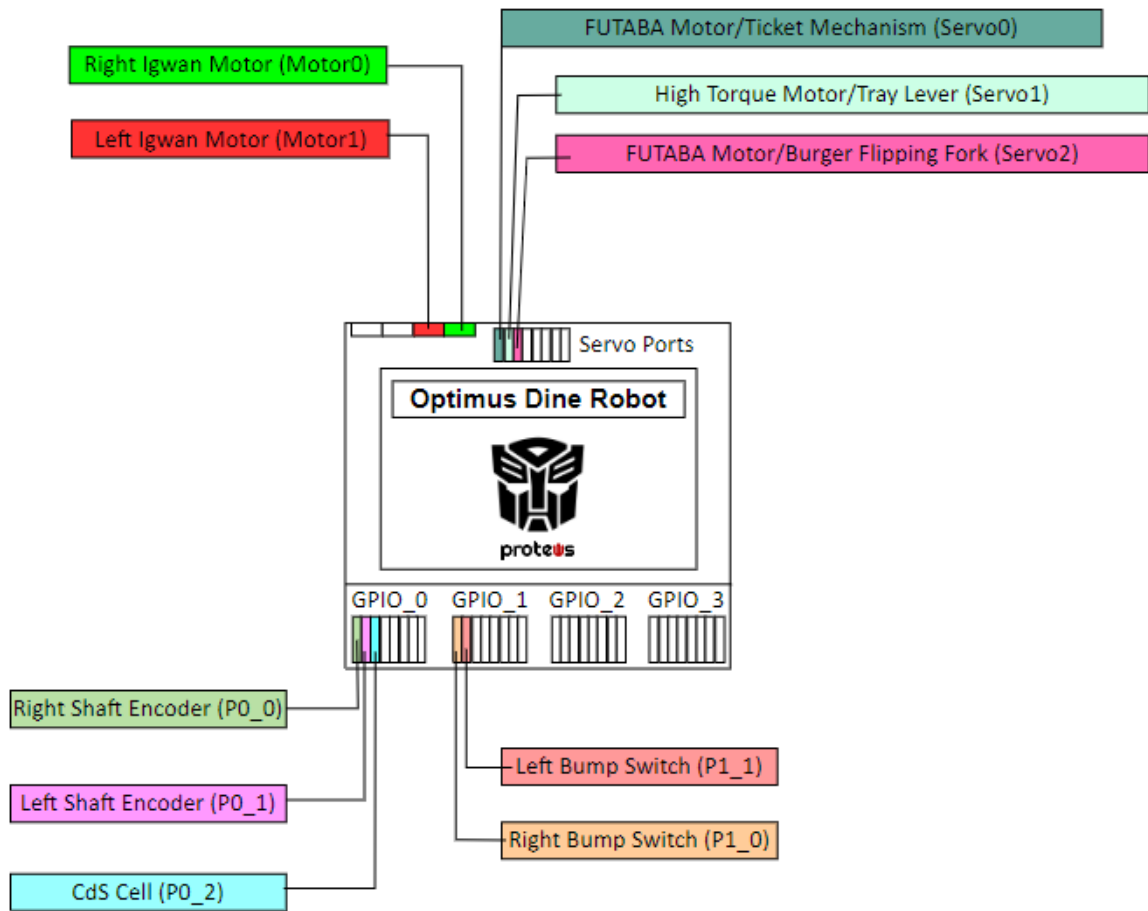 FUTABA Motor/Ticket Mechanism (Servo0)
Right Igwan Motor (Motor0)
High Torque Motor/Tray Lever (Servo1)
Left Igwan Motor (Motor1)
FUTABA Motor/Burger Flipping Fork (Servo2)
Servo Ports
Optimus Dine Robot
proteus
GPIO_0 GPIO_1 GPIO_2 GPIO_3
Right Shaft Encoder (P0_0)
Left Bump Switch (P1_1)
Left Shaft Encoder (P0_1)
Right Bump Switch (P1_0)
CdS Cell (P0_2)